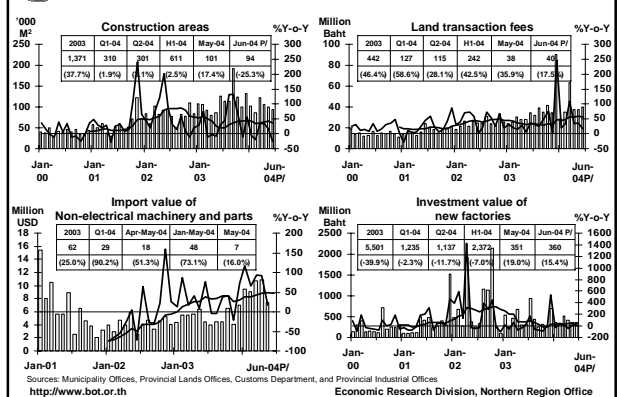 Construction areas
'000
M²
%Y-o-Y
2003 Q1-04 Q2-04 H1-04 May-04 Jun-04 P/
1,371 310 301 611 101 94
(37.7%) (1.9%) (2.5%) (17.4%) (-25.3%)
250
200
150
100
50
0
300
250
200
150
100
50
0
-50
Jan-00 Jan-01 Jan-02 Jan-03 Jun-04P/
Land transaction fees
Million
Baht
%Y-o-Y
2003 Q1-04 Q2-04 H1-04 May-04 Jun-04 P/
442 127 115 242 38 40
(46.4%) (58.6%) (28.1%) (42.5%) (35.9%) (17.5%)
100
80
60
40
20
0
300
250
200
150
100
50
0
-50
Jan-00 Jan-01 Jan-02 Jan-03 Jun-04P/
Import value of
Non-electrical machinery and parts
Million
USD
%Y-o-Y
2003 Q1-04 Apr-May-04 Jan-May-04 May-04
62 29 18 48 7
(25.0%) (90.2%) (51.3%) (73.1%) (16.0%)
18
16
14
12
10
8
6
4
2
0
200
150
100
50
0
-50
-100
Jan-01 Jan-02 Jan-03 Jun-04P/
Investment value of
new factories
Million
Baht
%Y-o-Y
2003 Q1-04 Q2-04 H1-04 May-04 Jun-04 P/
5,501 1,235 1,137 2,372 351 360
(-39.9%) (-2.3%) (-11.7%) (-7.0%) (19.0%) (15.4%)
2500
2000
1500
1000
500
0
1600
1400
1200
1000
800
600
400
200
0
-200
Jan-00 Jan-01 Jan-02 Jan-03 Jun-04P/
Sources: Municipality Offices, Provincial Lands Offices, Customs Department, and Provincial Industrial Offices
http://www.bot.or.th Economic Research Division, Northern Region Office